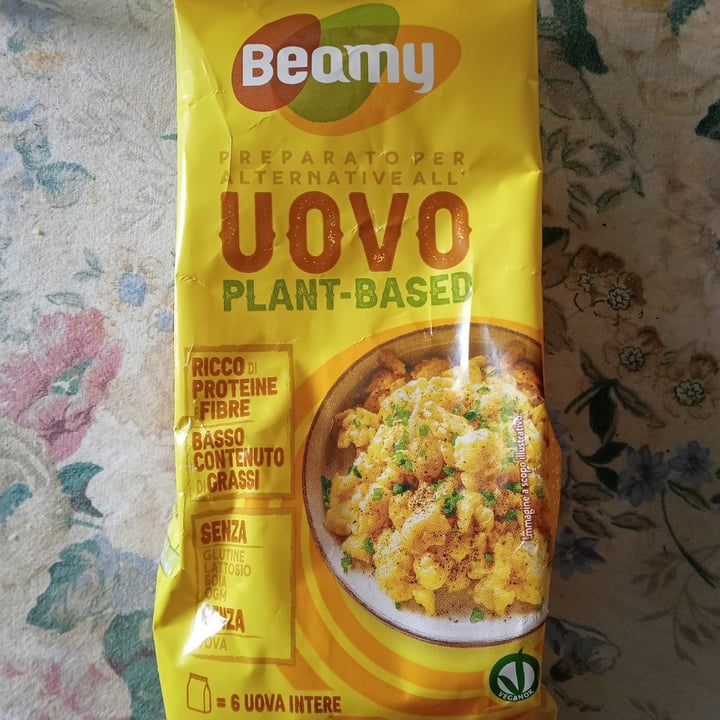 Beamy
PREPARATO PER
ALTERNATIVE ALL'
UOVO
PLANT-BASED
RICCO DI
PROTEINE
FIBRE
BASSO
CONTENUTO
DI GRASSI
SENZA
GLUTINE
LATTOSIO
SOIA
OGM
SENZA
UOVA
Immagine a scopo illustrativo.
= 6 UOVA INTERE
VEGANOK